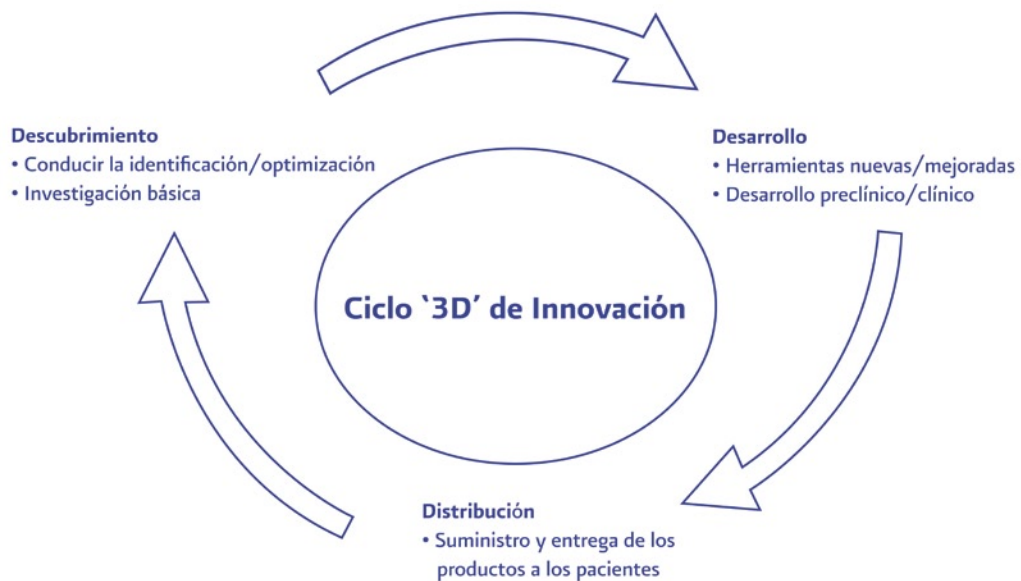 Descubrimiento
• Conducir la identificación/optimización
• Investigación básica
Desarrollo
• Herramientas nuevas/mejoradas
• Desarrollo preclínico/clínico
Ciclo ‛3D’ de Innovación
Distribución
• Suministro y entrega de los
productos a los pacientes